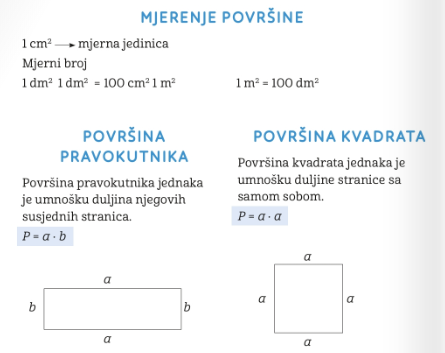 MJERENJE POVRŠINE
1 cm² → mjerna jedinica
Mjerni broj
1 dm² 1 dm² = 100 cm² 1 m² 1 m² = 100 dm²
POVRŠINA
PRAVOKUTNIKA
Površina pravokutnika jednaka
je umnošku duljina njegovih
susjednih stranica.
P = a · b
a
b b
a
POVRŠINA KVADRATA
Površina kvadrata jednaka je
umnošku duljine stranice sa
samom sobom.
P = a · a
a
a a
a